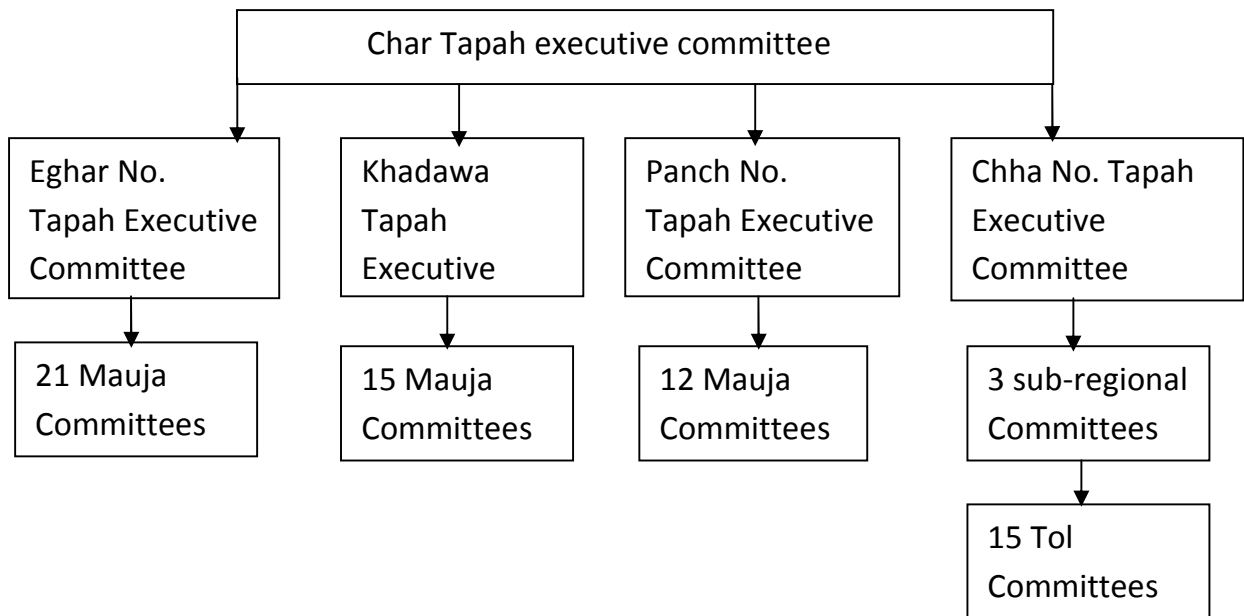 Char Tapah executive committee
Eghar No.
Tapah Executive
Committee
Khadawa
Tapah
Executive
Panch No.
Tapah Executive
Committee
Chha No. Tapah
Executive
Committee
21 Mauja
Committees
15 Mauja
Committees
12 Mauja
Committees
3 sub-regional
Committees
15 Tol
Committees